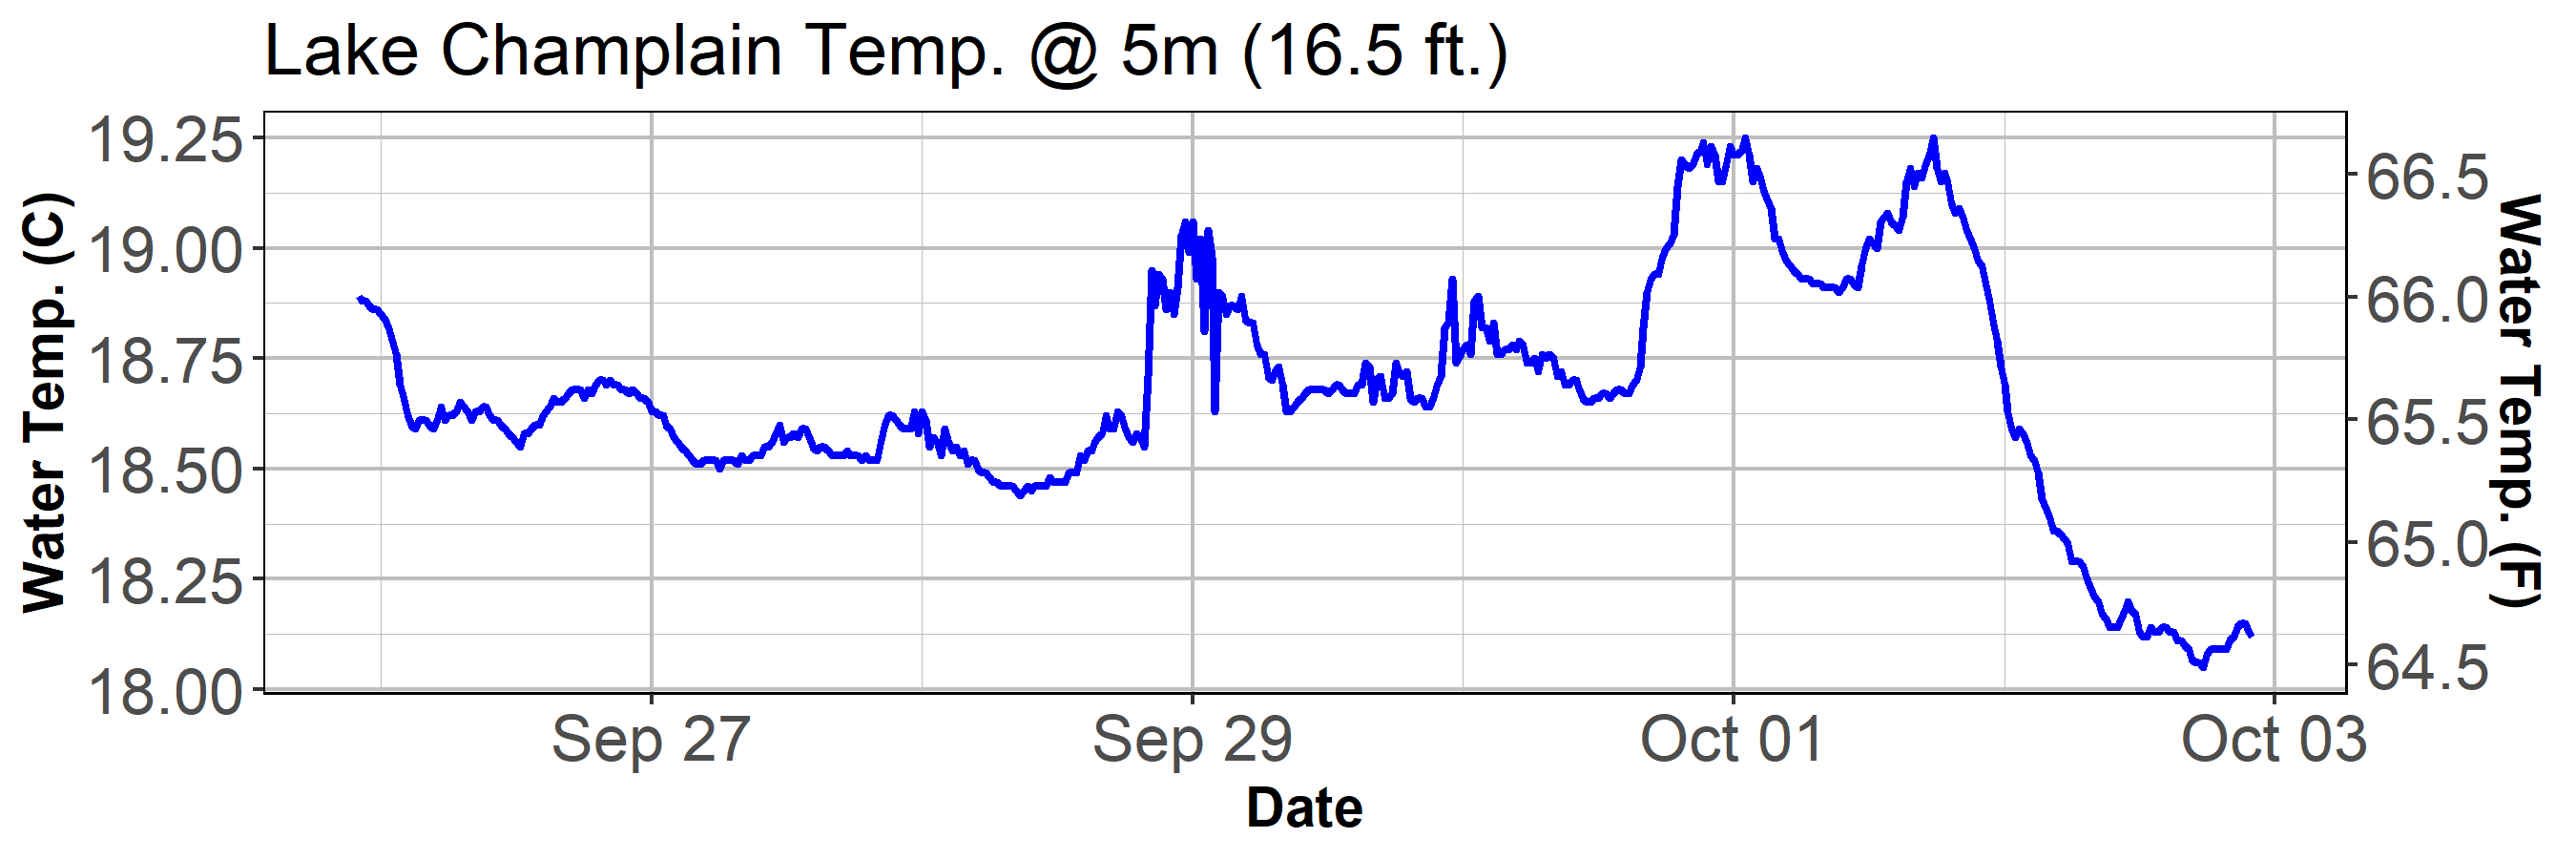 Lake Champlain Temp. @ 5m (16.5 ft.)
Water Temp. (C)
19.25
19.00
18.75
18.50
18.25
18.00
66.5
66.0
65.5
65.0
64.5
Water Temp. (F)
Sep 27 Sep 29 Oct 01 Oct 03
Date